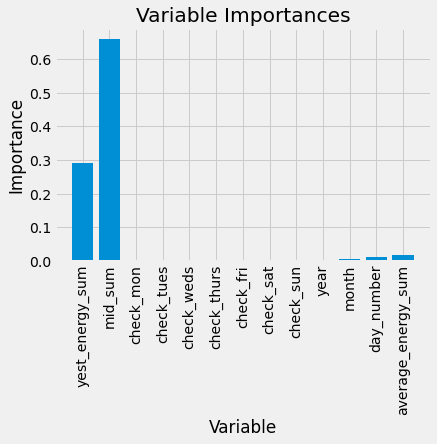 Variable Importances
Importance
0.6
0.5
0.4
0.3
0.2
0.1
0.0
yest_energy_sum
mid_sum
check_mon
check_tues
check_weds
check_thurs
check_fri
check_sat
check_sun
year
month
day_number
average_energy_sum
Variable